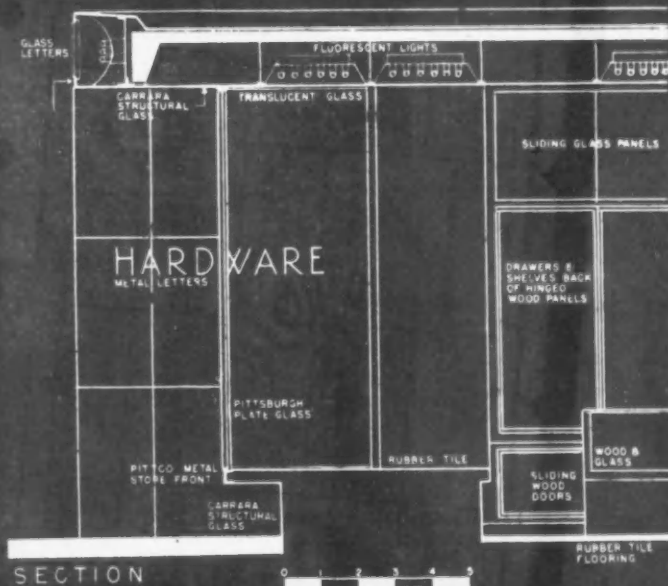 GLASS
LETTERS
FLUORESCENT LIGHTS
CARRARA
STRUCTURAL
GLASS
TRANSLUCENT GLASS
SLIDING GLASS PANELS
HARDWARE
METAL LETTERS
DRAWERS &
SHELVES BACK
OF HINGED
WOOD PANELS
PITTSBURGH
PLATE GLASS
PITTCO METAL
STORE FRONT
RUBBER TILE
WOOD &
GLASS
SLIDING
WOOD
DOORS
CARRARA
STRUCTURAL
GLASS
RUBBER TILE
FLOORING
SECTION
0 1 2 3 4 5